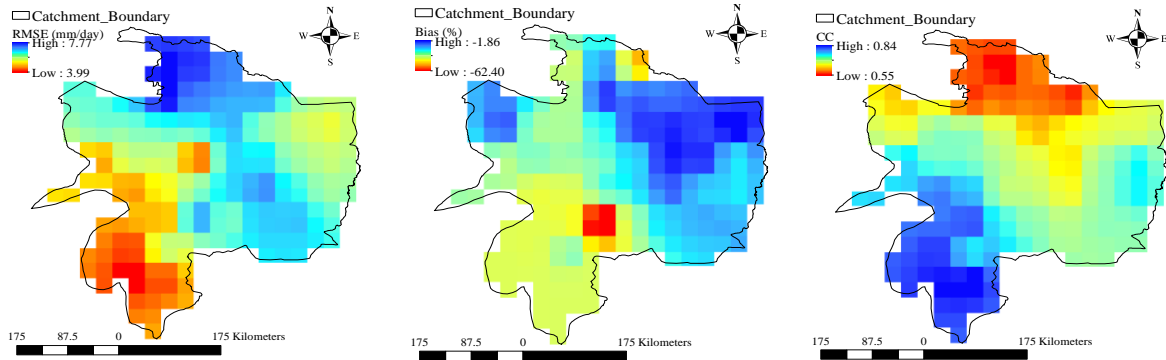 Catchment_Boundary
RMSE (mm/day)
High : 7.77
Low : 3.99
N
W E
S
175 87.5 0 175 Kilometers
Catchment_Boundary
Bias (%)
High : -1.86
Low : -62.40
N
W E
S
175 87.5 0 175 Kilometers
Catchment_Boundary
CC
High : 0.84
Low : 0.55
N
W E
S
175 87.5 0 175 Kilometers